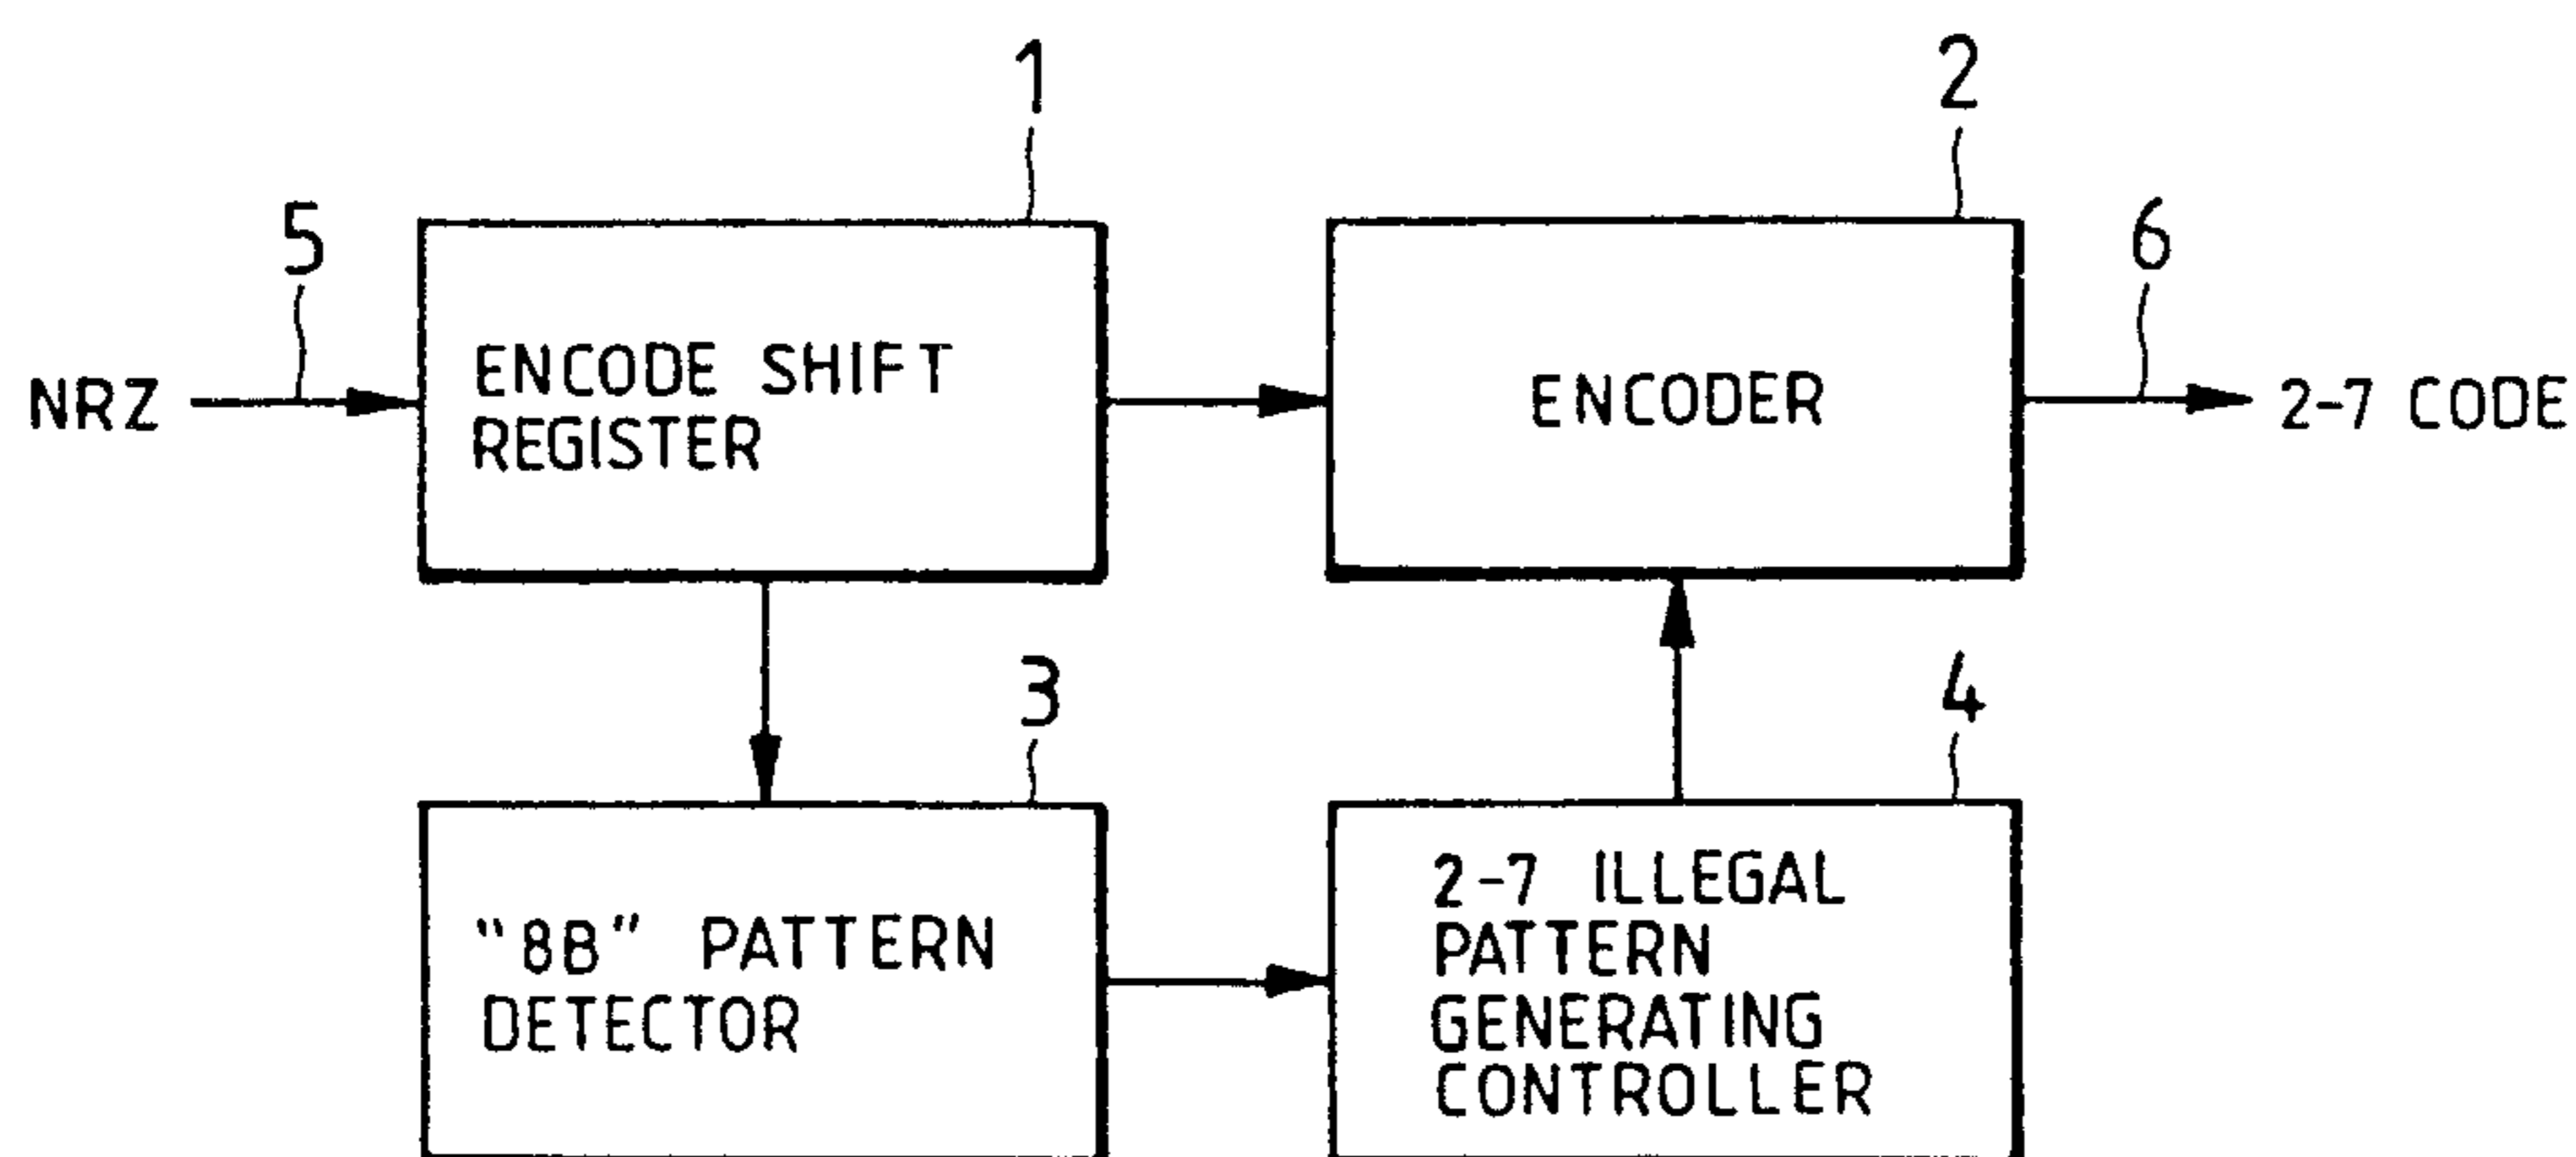 1
2
5
6
NRZ
ENCODE SHIFT
REGISTER
ENCODER
2-7 CODE
3
4
"8B" PATTERN
DETECTOR
2-7 ILLEGAL
PATTERN
GENERATING
CONTROLLER